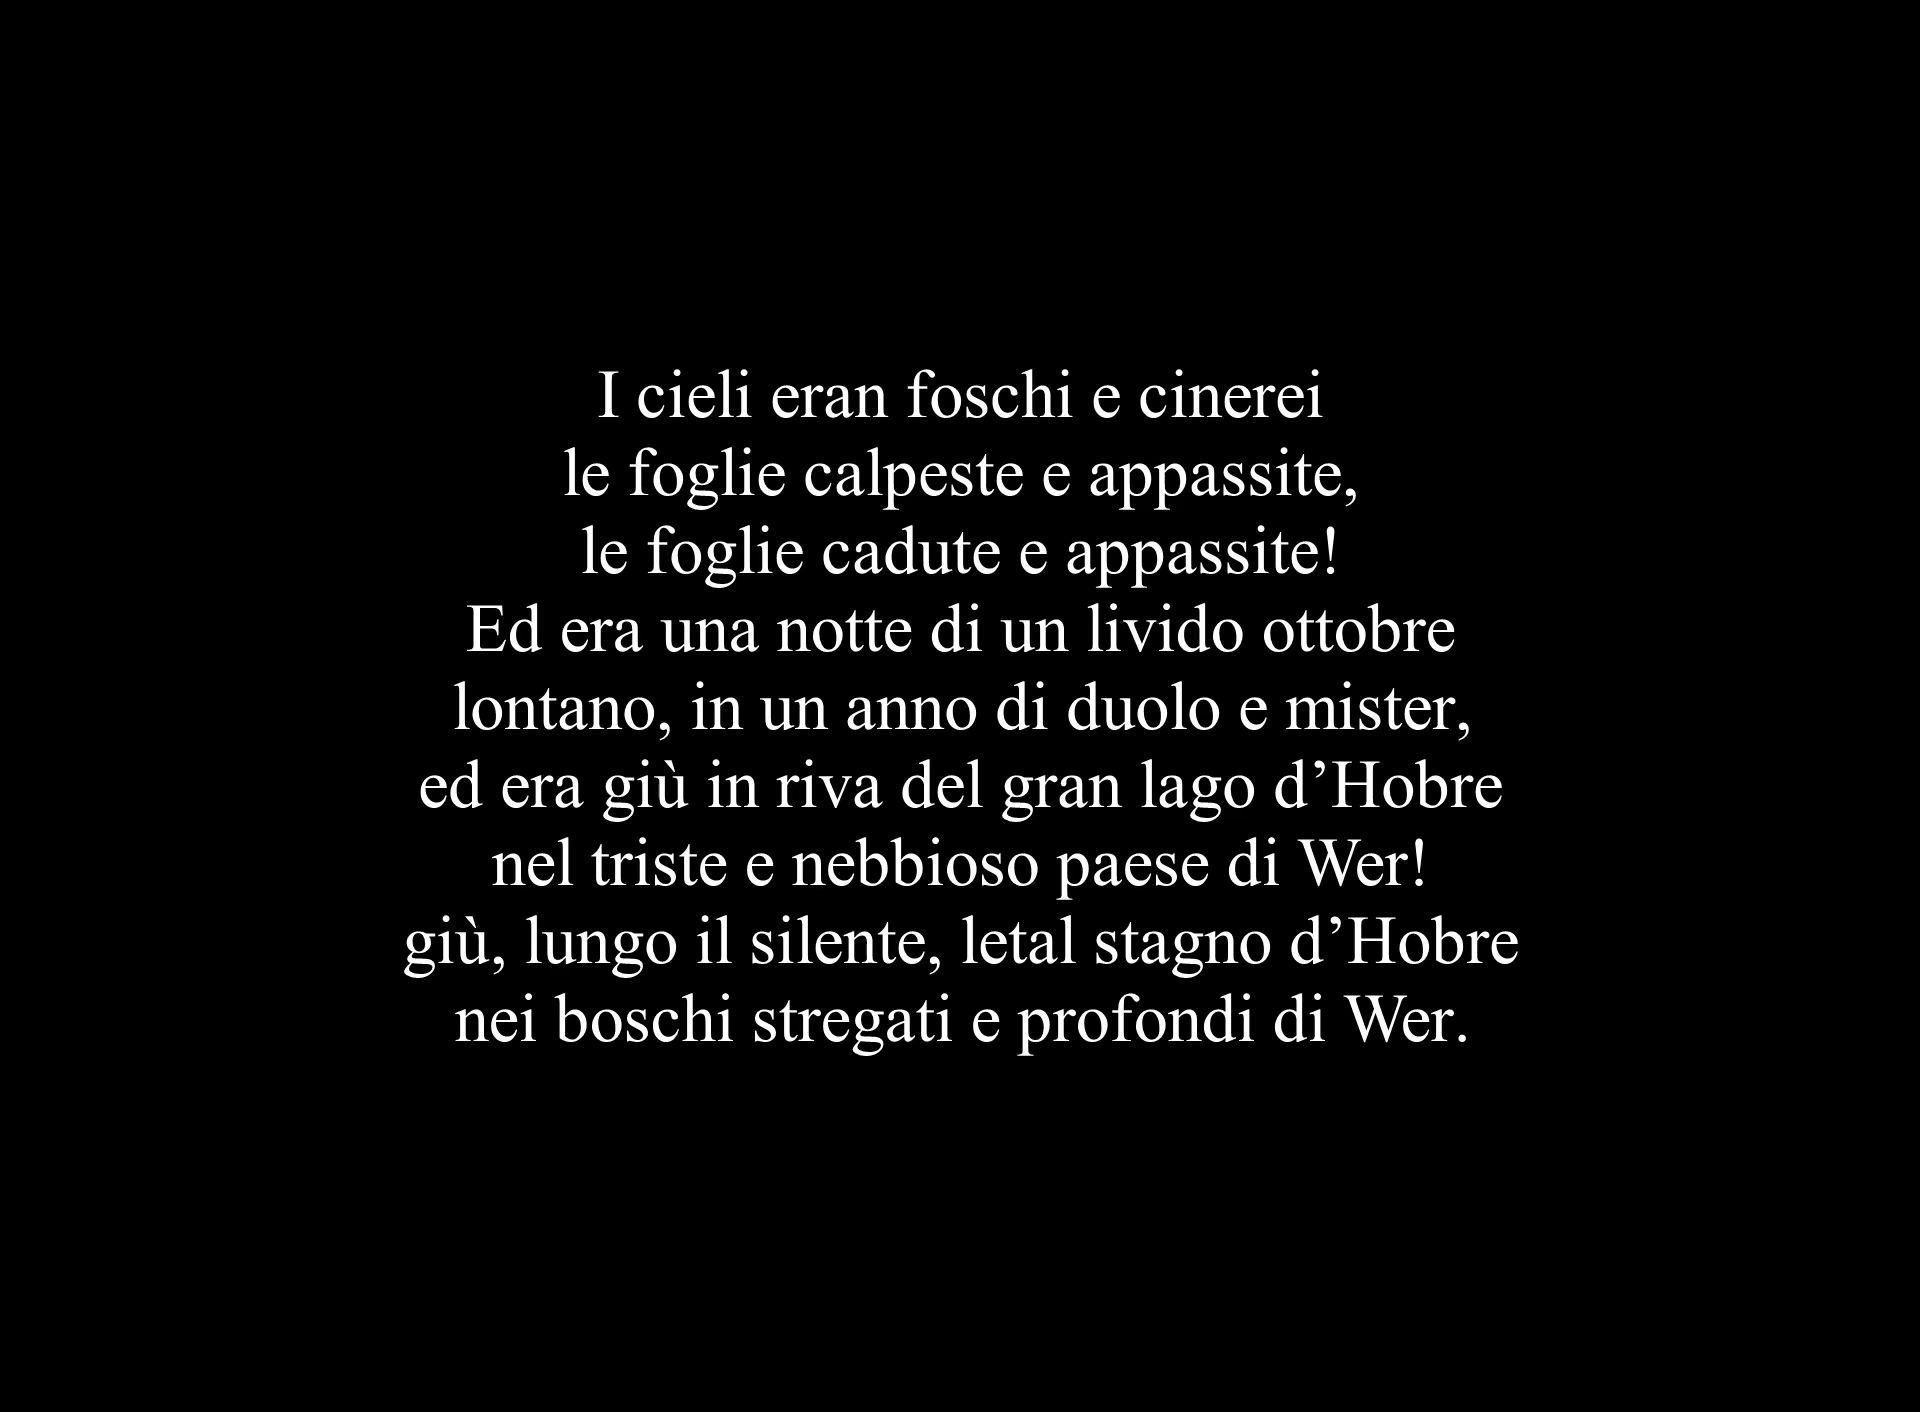 I cieli eran foschi e cinerei
le foglie calpeste e appassite,
le foglie cadute e appassite!
Ed era una notte di un livido ottobre
lontano, in un anno di duolo e mister,
ed era giù in riva del gran lago d’Hobre
nel triste e nebbioso paese di Wer!
giù, lungo il silente, letal stagno d’Hobre
nei boschi stregati e profondi di Wer.